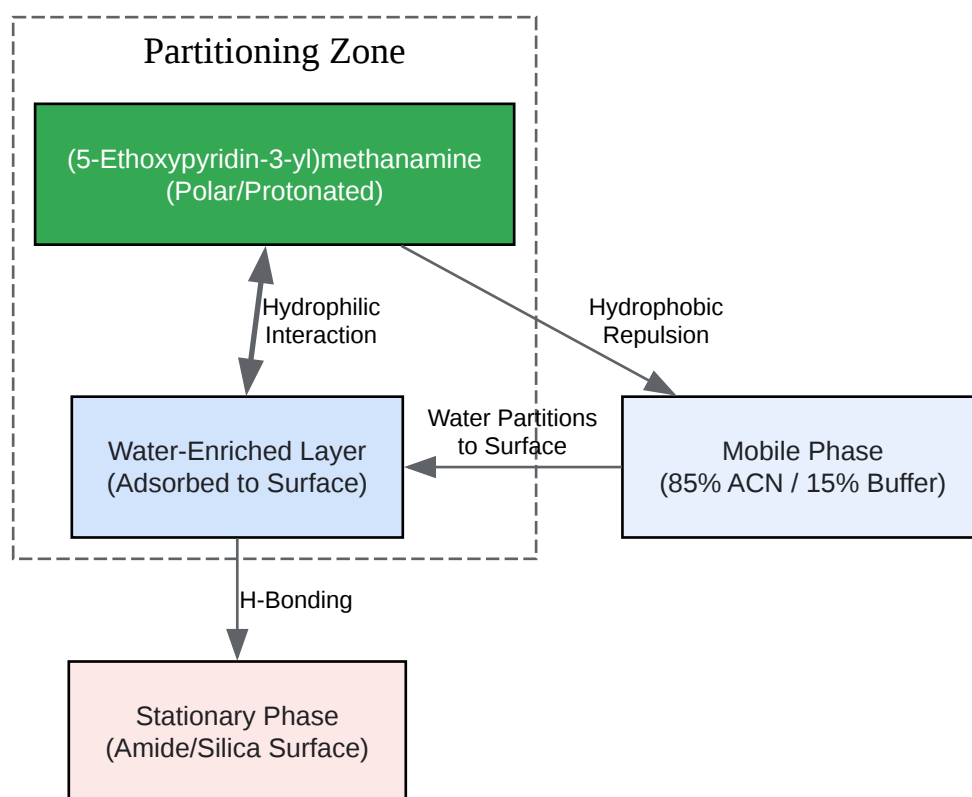 Partitioning Zone
(5-Ethoxypyridin-3-yl)methanamine
(Polar/Protonated)
Hydrophilic
Interaction
Hydrophobic
Repulsion
Water-Enriched Layer
(Adsorbed to Surface)
Water Partitions
to Surface
Mobile Phase
(85% ACN / 15% Buffer)
H-Bonding
Stationary Phase
(Amide/Silica Surface)